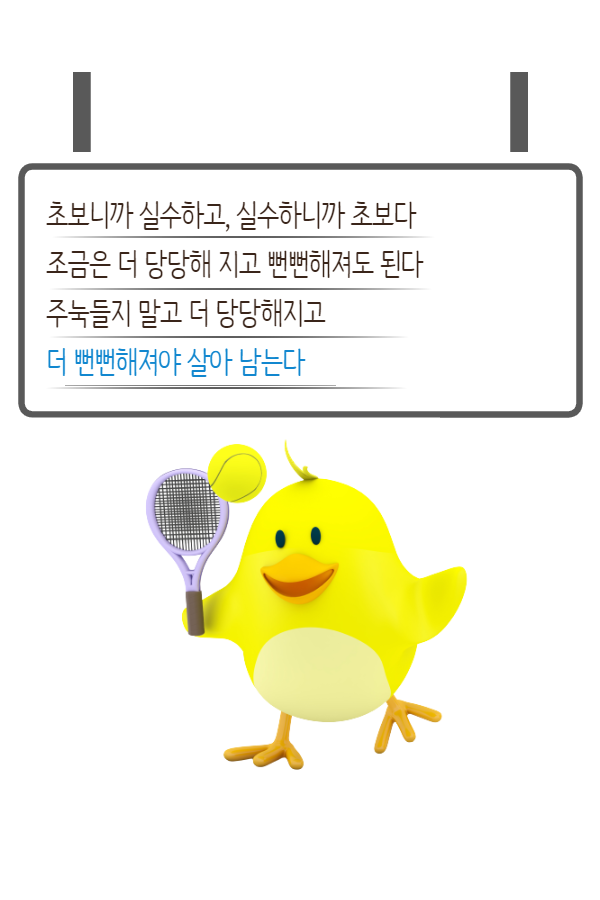 초보니까 실수하고, 실수하니까 초보다
조금은 더 당당해 지고 뻔뻔해져도 된다
주눅들지 말고 더 당당해지고
더 뻔뻔해져야 살아 남는다